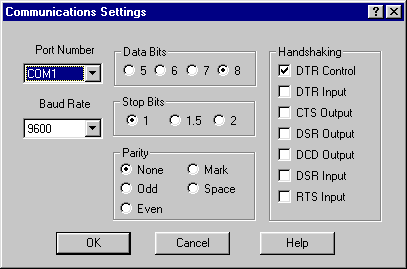 Communications Settings ? X
Port Number
COM1
Baud Rate
9600
Data Bits
5 6 7 8
Stop Bits
1 1.5 2
Parity
None Mark
Odd Space
Even
Handshaking
DTR Control
DTR Input
CTS Output
DSR Output
DCD Output
DSR Input
RTS Input
OK Cancel Help